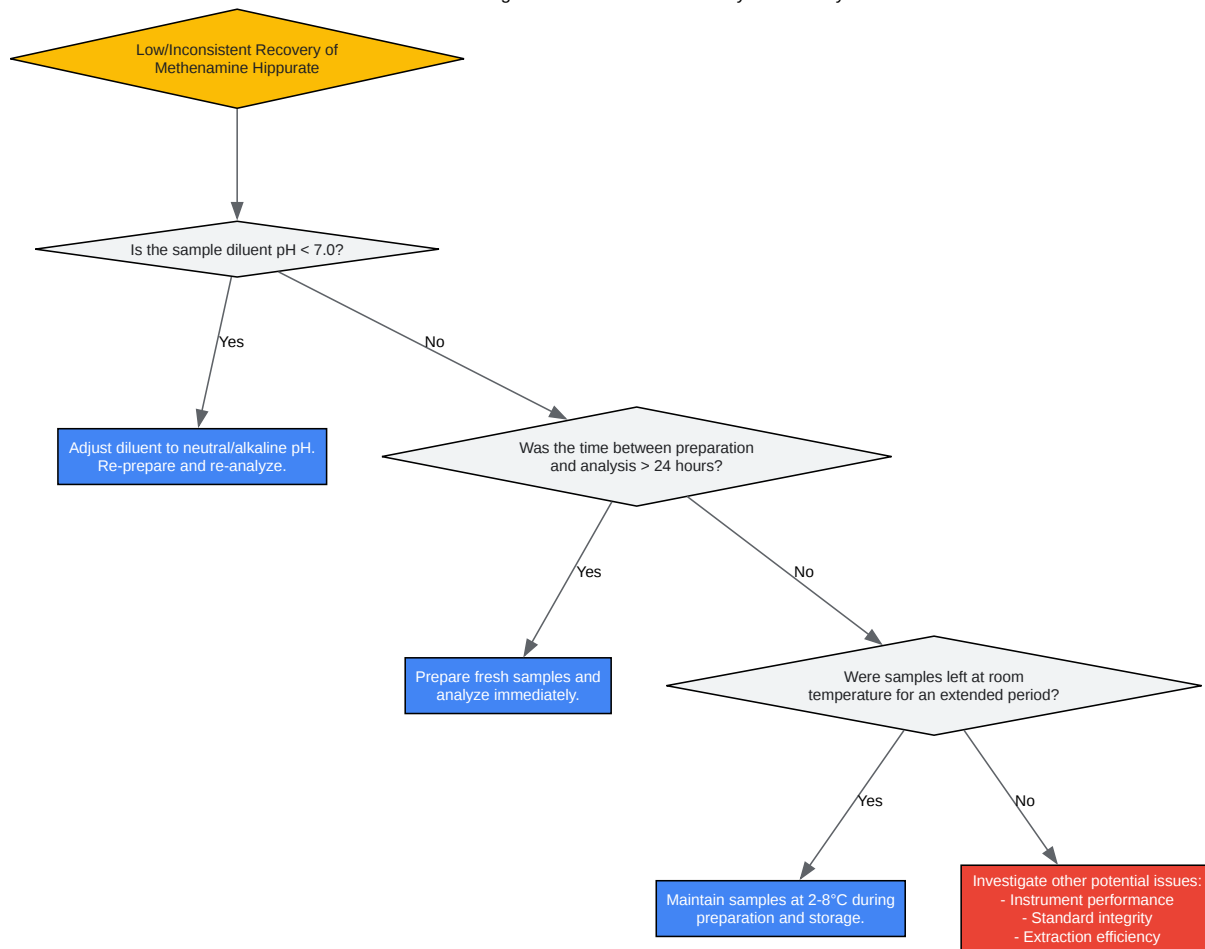 Low/Inconsistent Recovery of
Methenamine Hippurate
Is the sample diluent pH < 7.0?
Yes
No
Adjust diluent to neutral/alkaline pH.
Re-prepare and re-analyze.
Was the time between preparation
and analysis > 24 hours?
Yes
No
Prepare fresh samples and
analyze immediately.
Were samples left at room
temperature for an extended period?
Yes
No
Maintain samples at 2-8°C during
preparation and storage.
Investigate other potential issues:
- Instrument performance
- Standard integrity
- Extraction efficiency